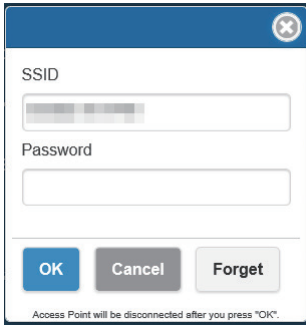 SSID
Password
OK
Cancel
Forget
Access Point will be disconnected after you press "OK".